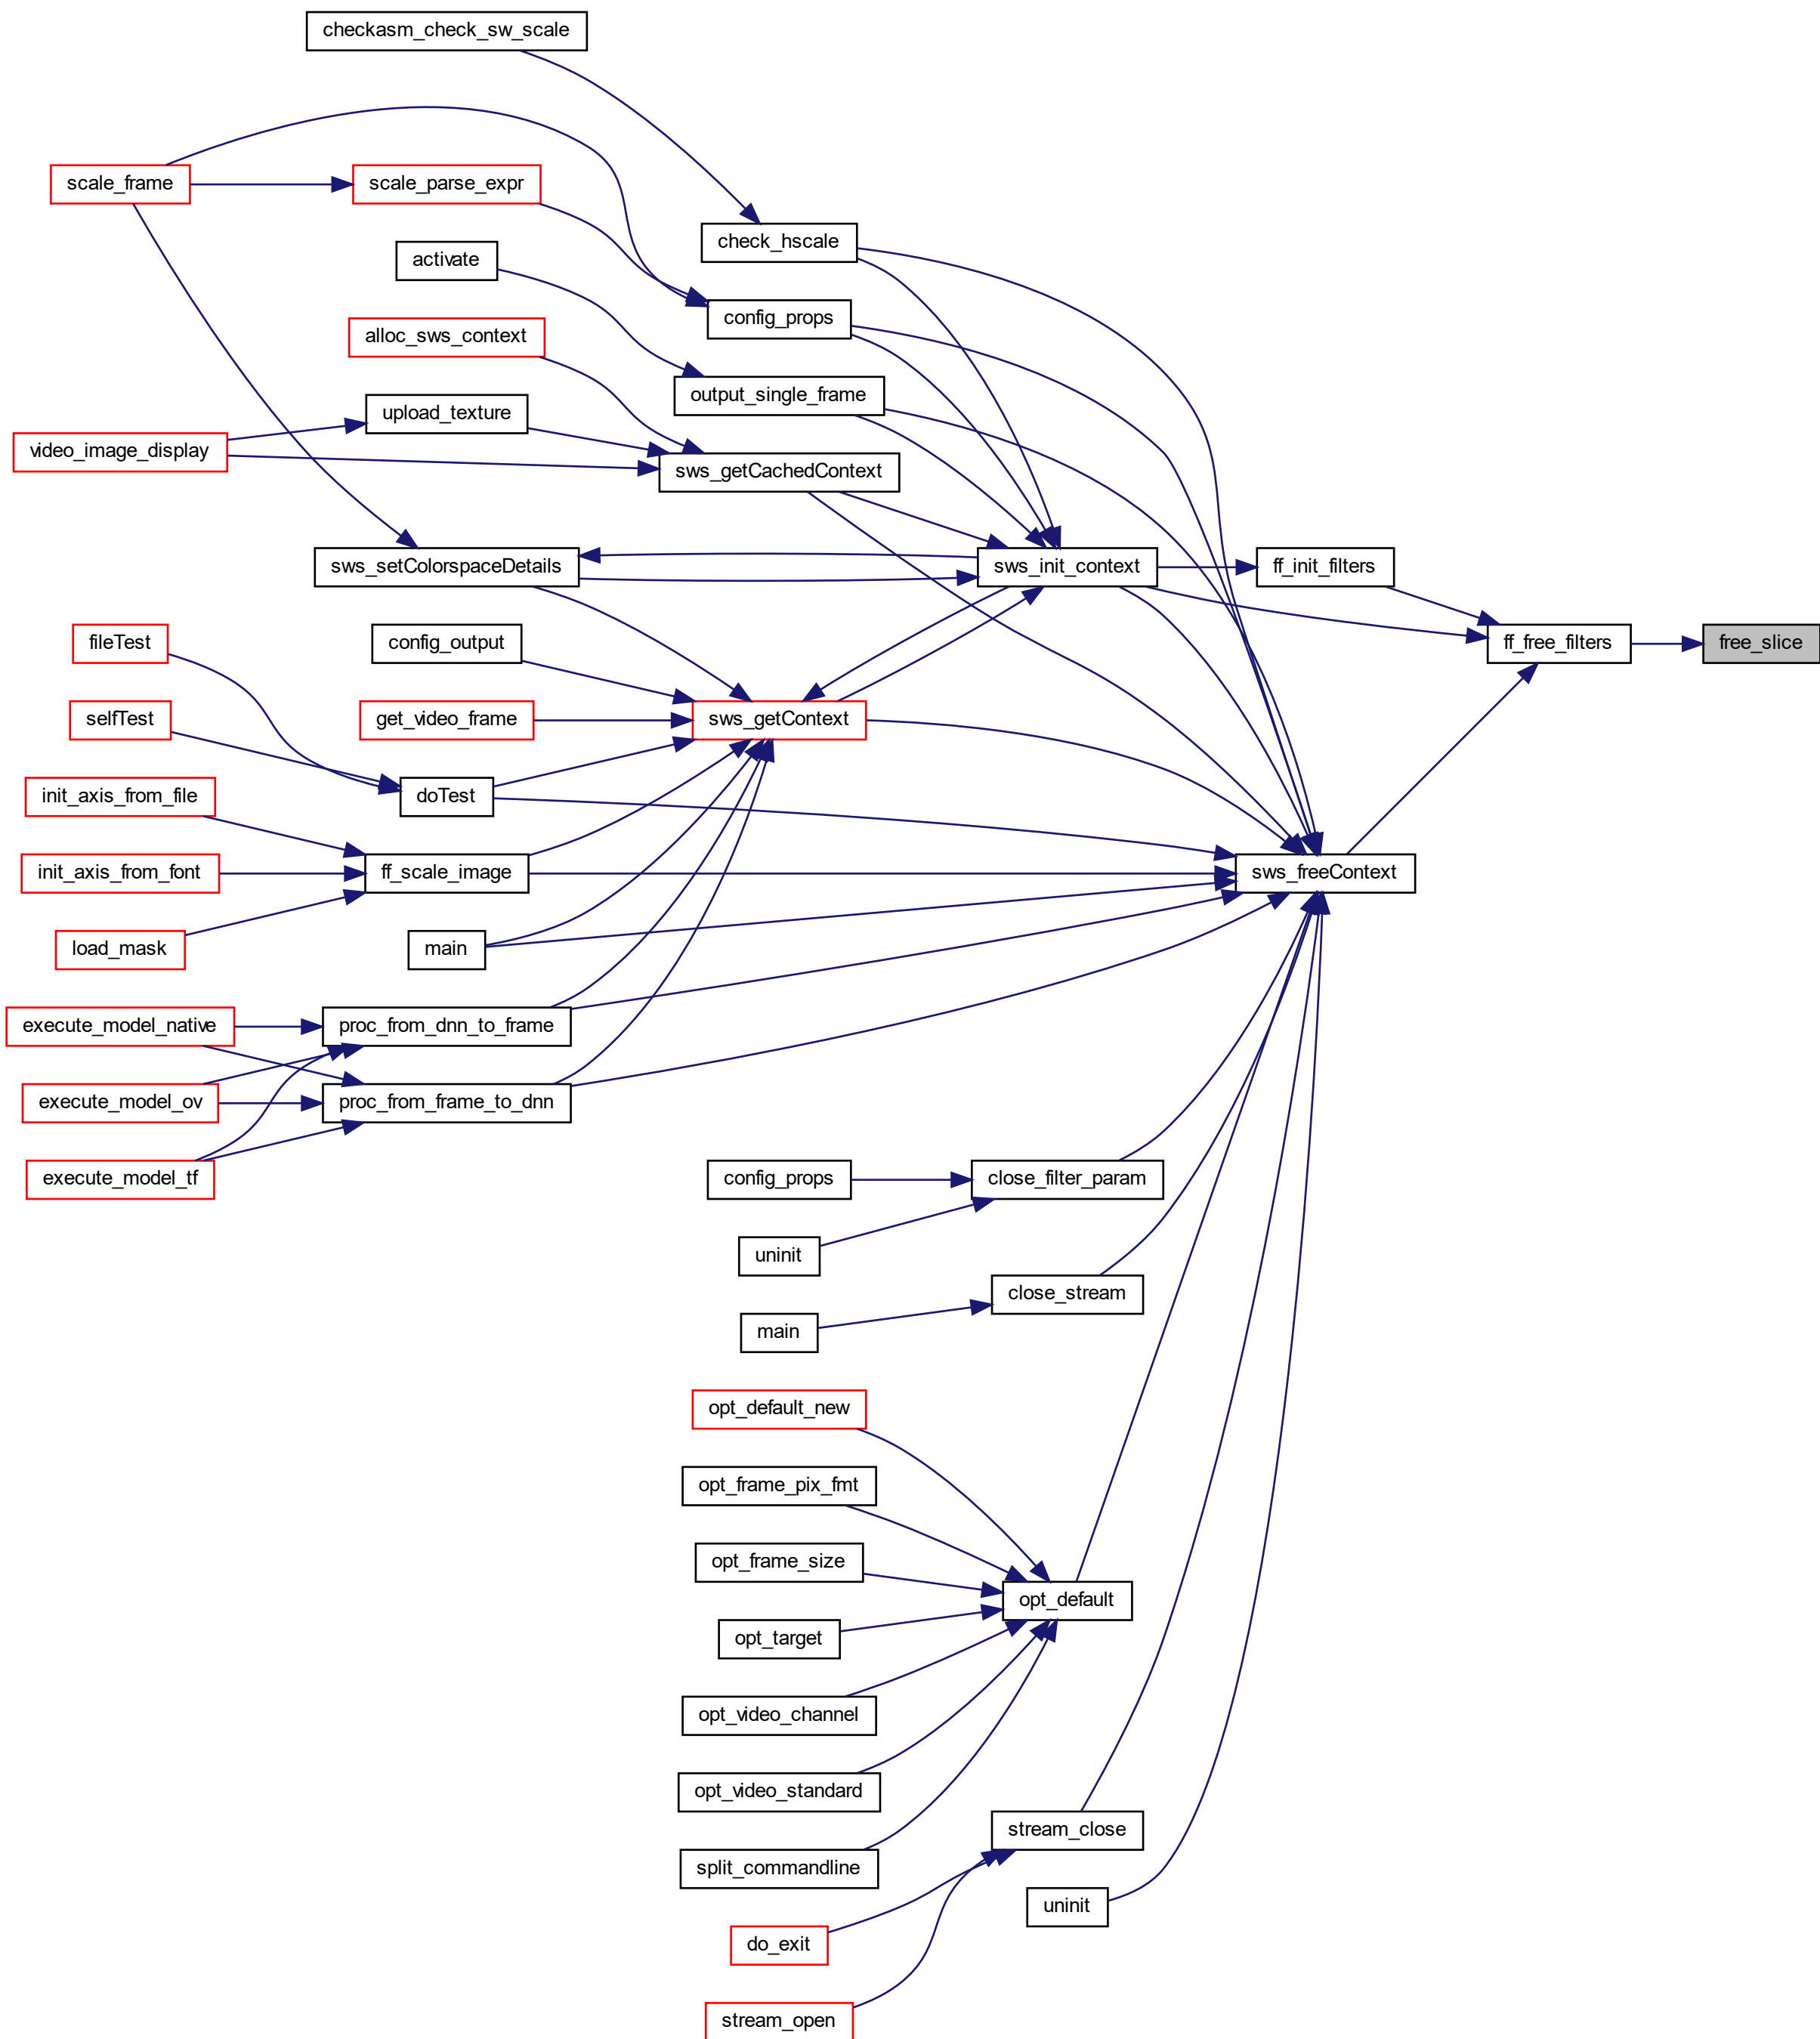 checkasm_check_sw_scale
scale_frame
scale_parse_expr
check_hscale
activate
config_props
alloc_sws_context
output_single_frame
upload_texture
video_image_display
sws_getCachedContext
sws_setColorspaceDetails
sws_init_context
ff_init_filters
fileTest
config_output
ff_free_filters
free_slice
selfTest
get_video_frame
sws_getContext
init_axis_from_file
doTest
init_axis_from_font
ff_scale_image
sws_freeContext
load_mask
main
execute_model_native
proc_from_dnn_to_frame
execute_model_ov
proc_from_frame_to_dnn
execute_model_tf
config_props
close_filter_param
uninit
close_stream
main
opt_default_new
opt_frame_pix_fmt
opt_frame_size
opt_default
opt_target
opt_video_channel
opt_video_standard
stream_close
split_commandline
uninit
do_exit
stream_open